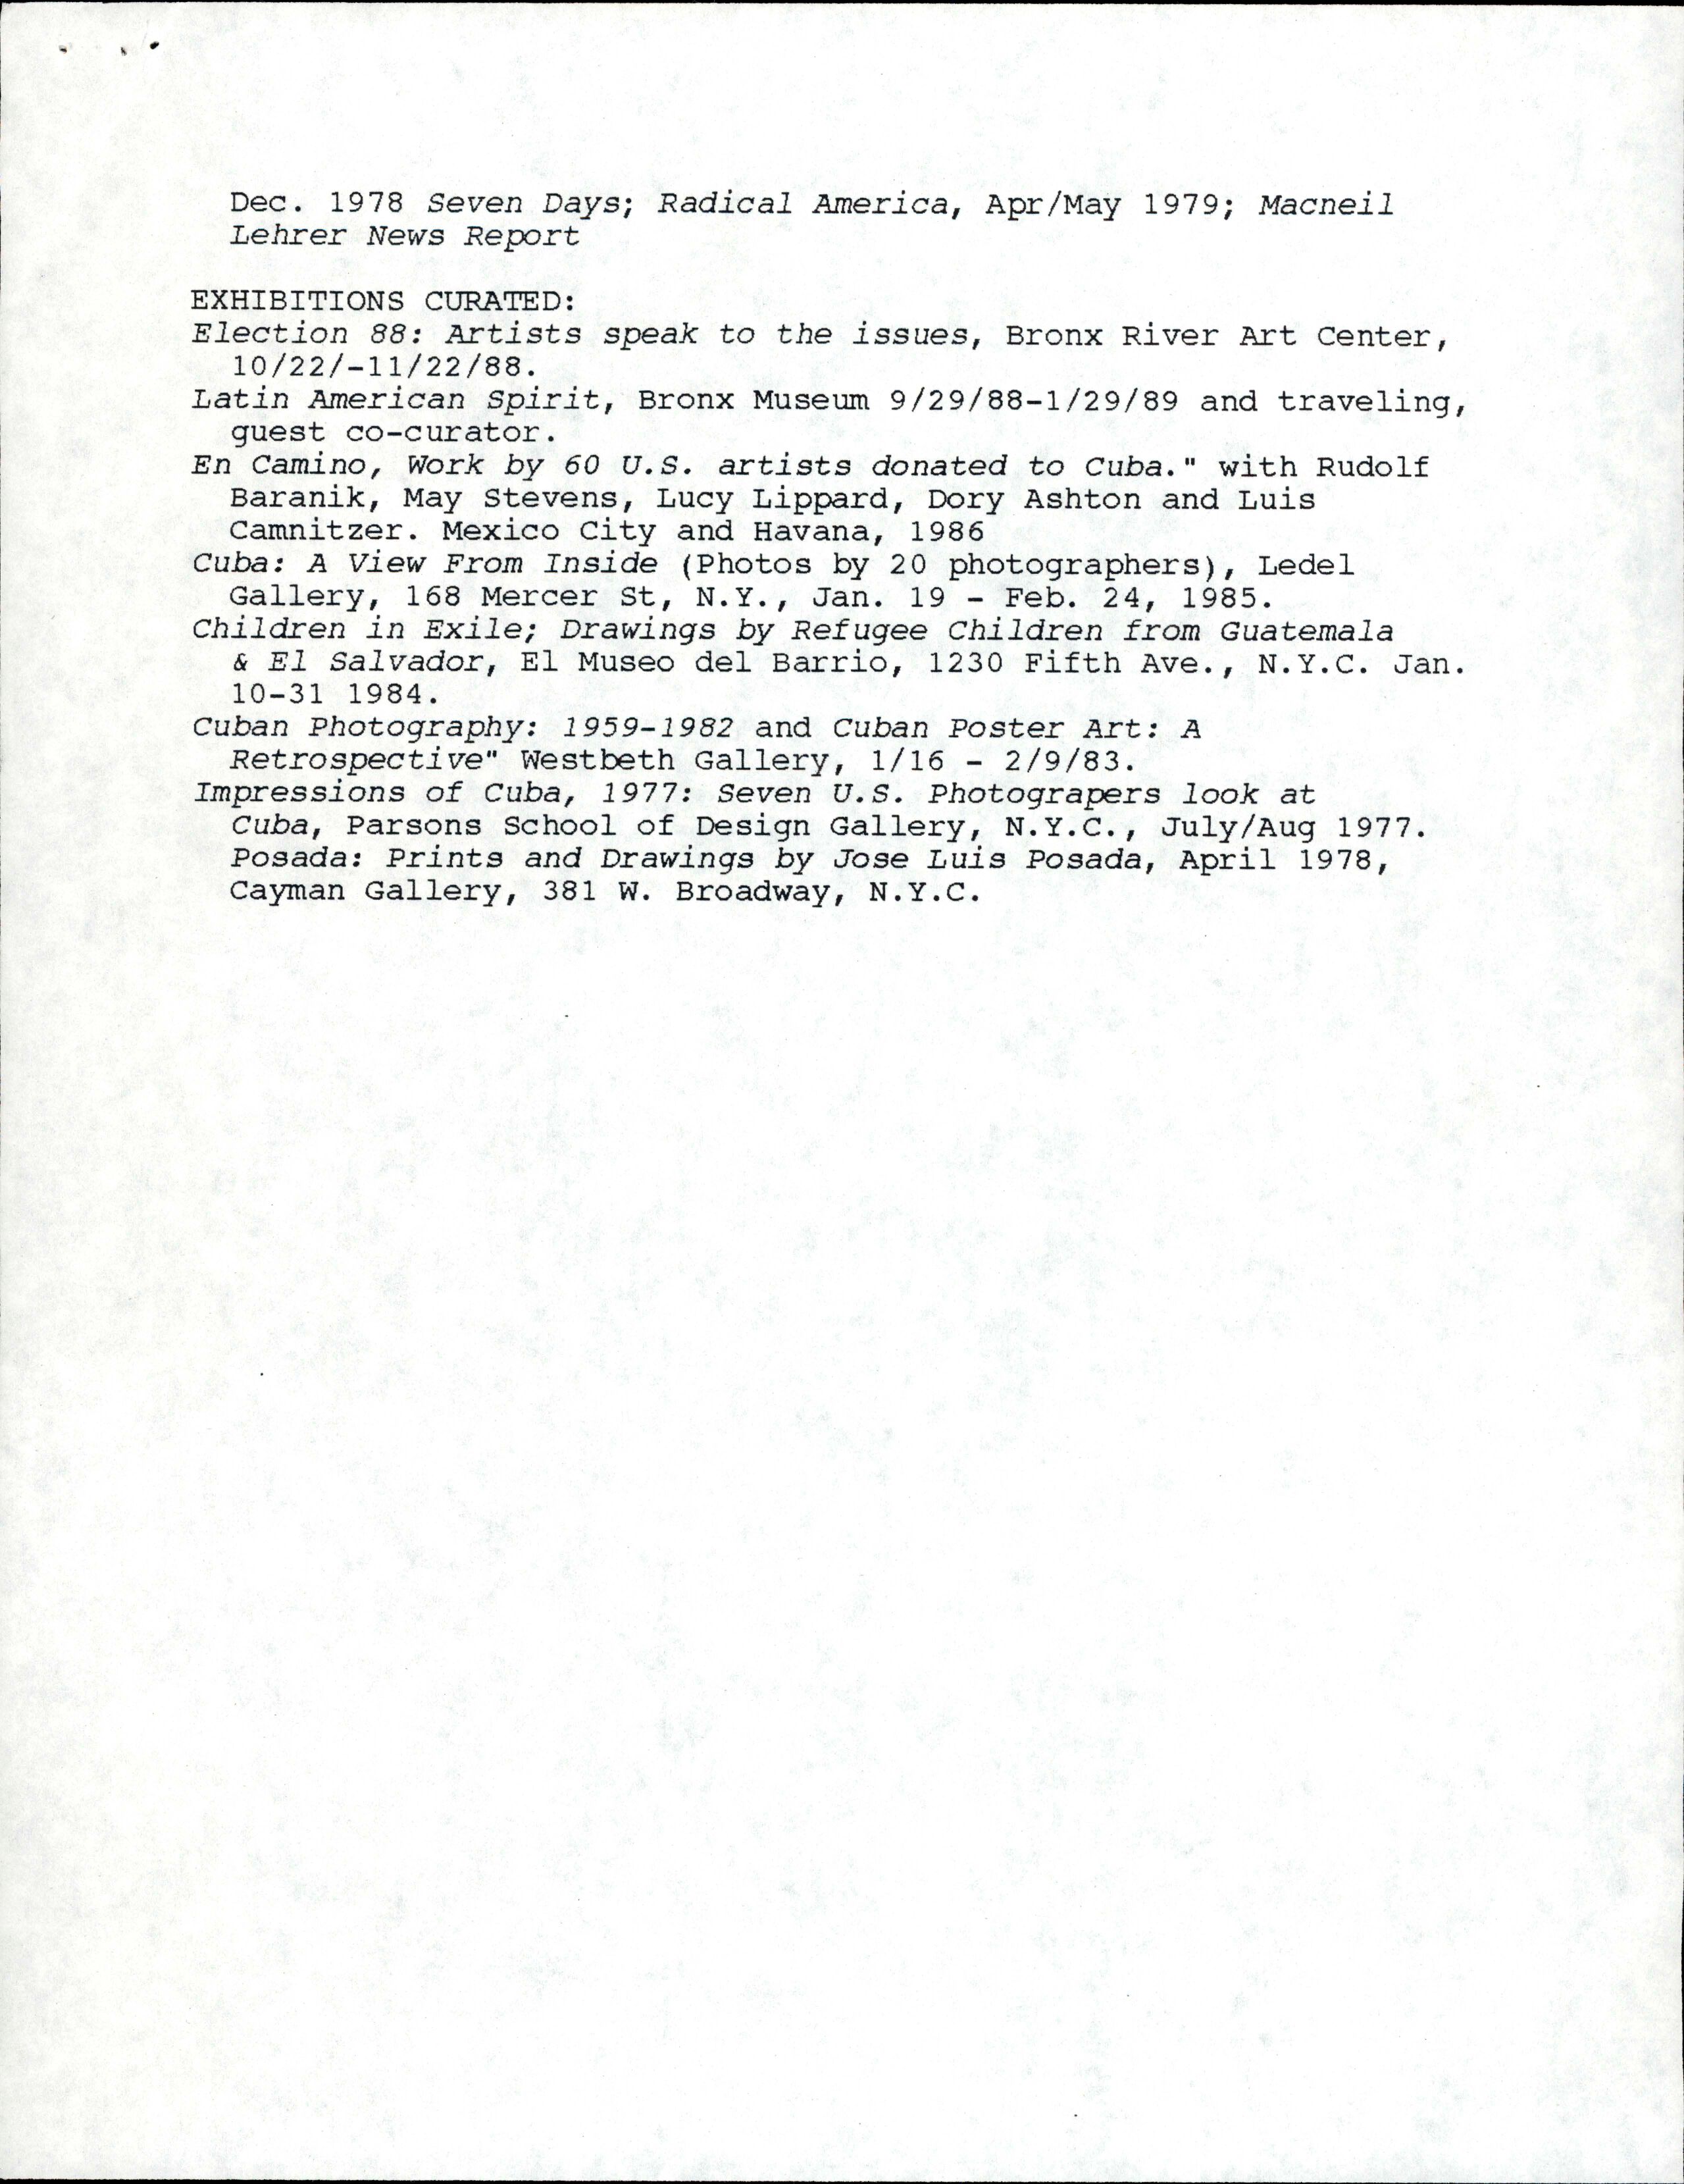 Dec. 1978 Seven Days; Radical America, Apr/May 1979; Macneil
Lehrer News Report
EXHIBITIONS CURATED:
Election 88: Artists speak to the issues, Bronx River Art Center,
10/22/-11/22/88.
Latin American Spirit, Bronx Museum 9/29/88-1/29/89 and traveling,
guest co-curator.
En Camino, Work by 60 U.S. artists donated to Cuba." with Rudolf
Baranik, May Stevens, Lucy Lippard, Dory Ashton and Luis
Camnitzer. Mexico City and Havana, 1986
Cuba: A View From Inside (Photos by 20 photographers), Ledel
Gallery, 168 Mercer St, N.Y., Jan. 19 - Feb. 24, 1985.
Children in Exile; Drawings by Refugee Children from Guatemala
& El Salvador, El Museo del Barrio, 1230 Fifth Ave., N.Y.C. Jan.
10-31 1984.
Cuban Photography: 1959-1982 and Cuban Poster Art: A
Retrospective" Westbeth Gallery, 1/16 - 2/9/83.
Impressions of Cuba, 1977: Seven U.S. Photograpers look at
Cuba, Parsons School of Design Gallery, N.Y.C., July/Aug 1977.
Posada: Prints and Drawings by Jose Luis Posada, April 1978,
Cayman Gallery, 381 W. Broadway, N.Y.C.